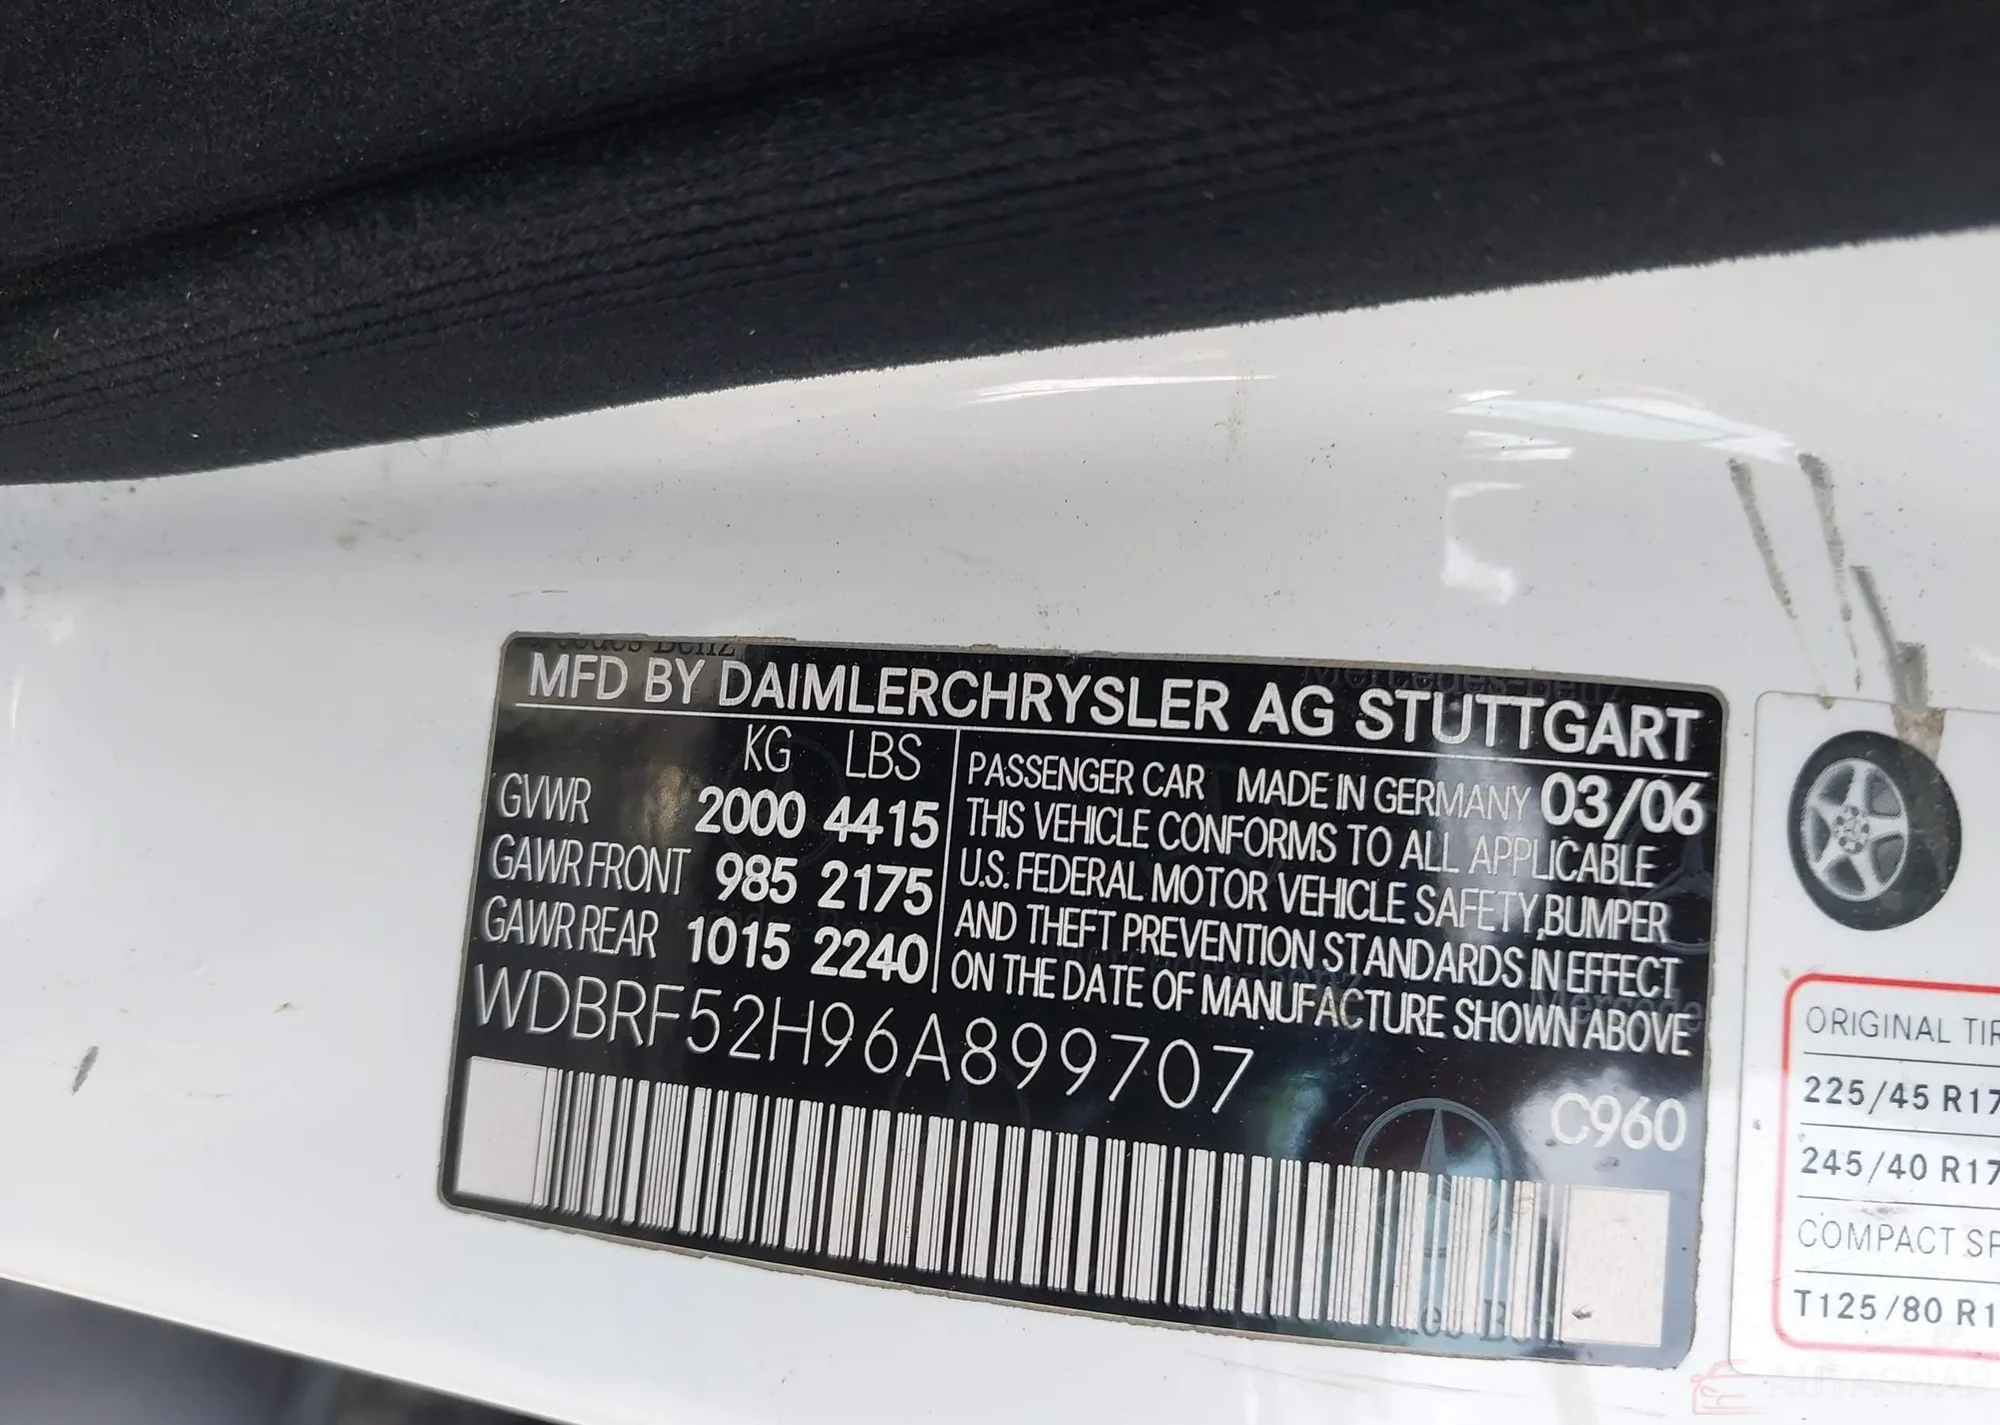 MFD BY DAIMLERCHRYSLER AG STUTTGART
KG LBS
GVWR 2000 4415
GAWR FRONT 985 2175
GAWR REAR 1015 2240
PASSENGER CAR MADE IN GERMANY 03/06
THIS VEHICLE CONFORMS TO ALL APPLICABLE
U.S. FEDERAL MOTOR VEHICLE SAFETY, BUMPER
AND THEFT PREVENTION STANDARDS IN EFFECT
ON THE DATE OF MANUFACTURE SHOWN ABOVE
WDBRF52H96A899707
C960
ORIGINAL
225/45 R17
245/40 R17
COMPACT
T125/80